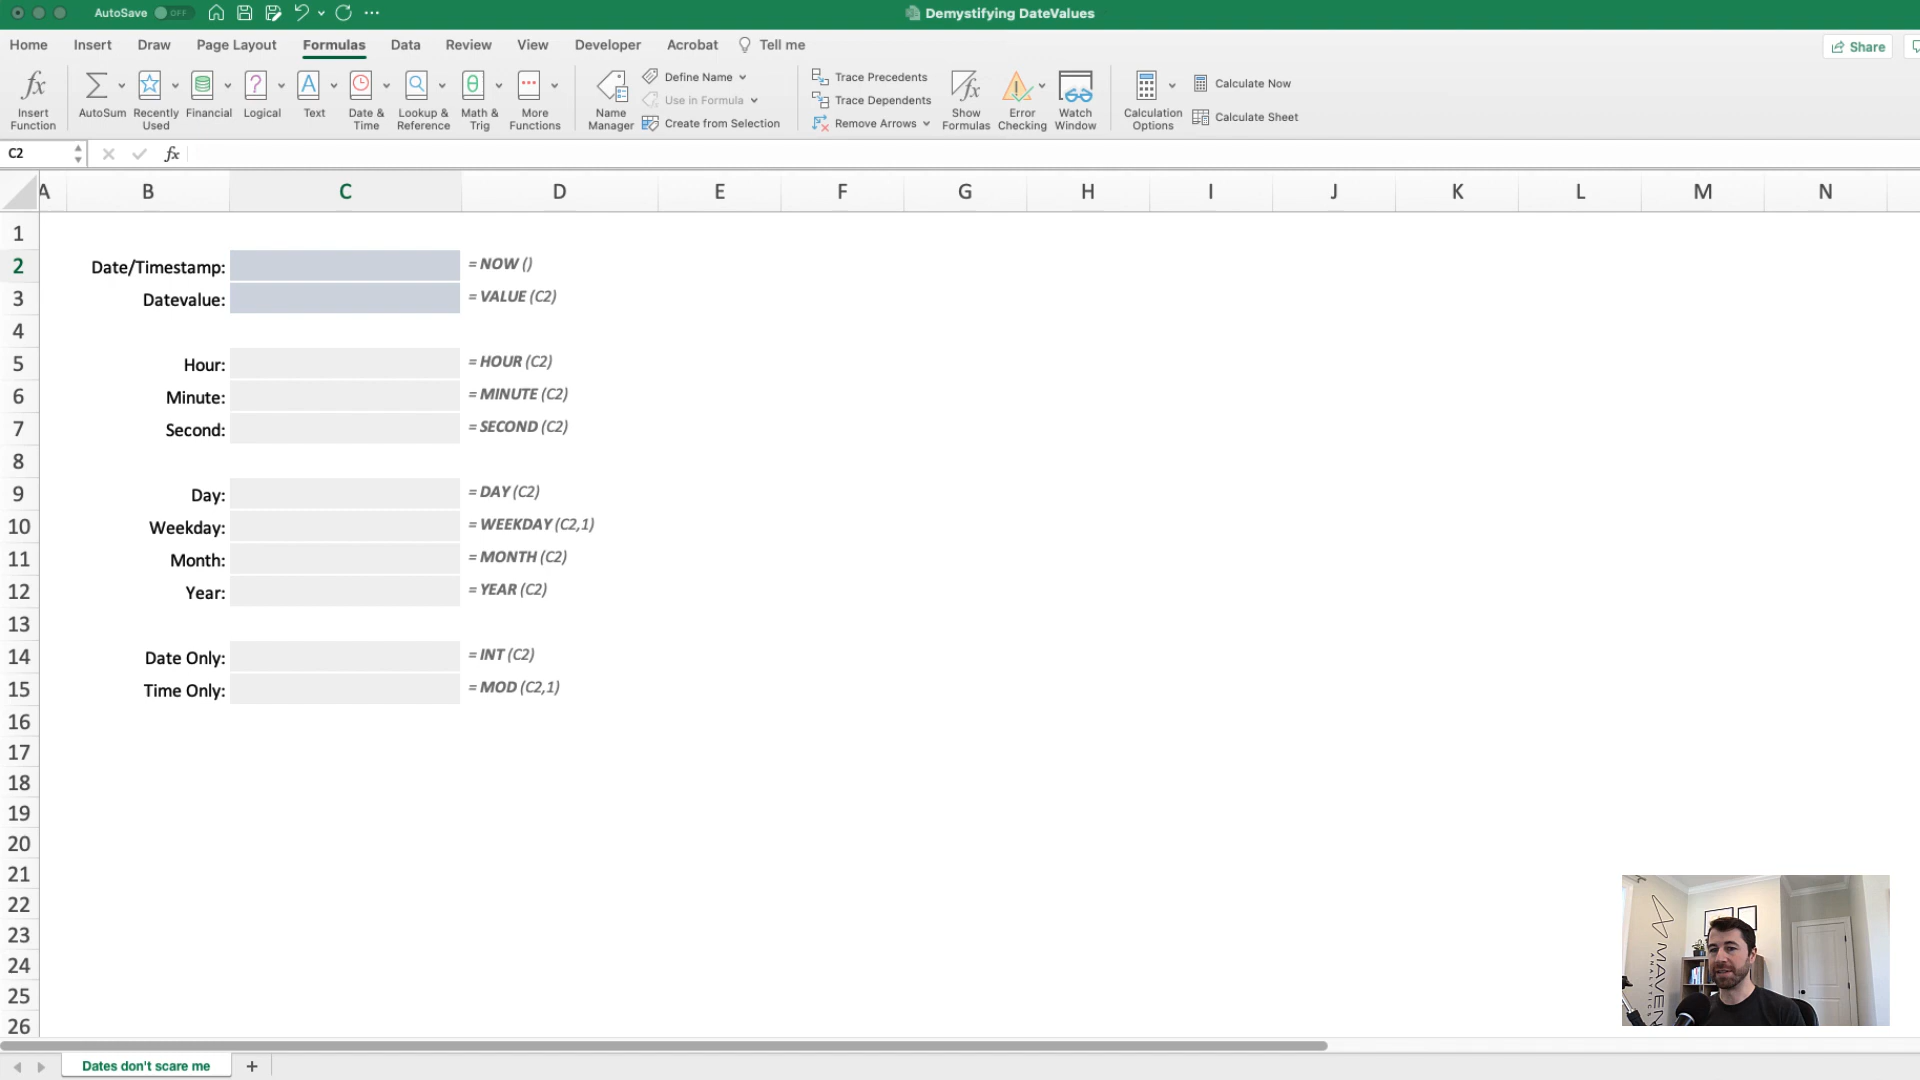 AutoSave OFF
Demystifying DateValues
Home Insert Draw Page Layout Formulas Data Review View Developer Acrobat Tell me
Share
Insert Function
AutoSum
Recently Used
Financial
Logical
Text
Date & Time
Lookup & Reference
Math & Trig
More Functions
Name Manager
Define Name
Use in Formula
Create from Selection
Trace Precedents
Trace Dependents
Remove Arrows
Show Formulas
Error Checking
Watch Window
Calculation Options
Calculate Now
Calculate Sheet
C2 fx
A B C D E F G H I J K L M N
1
2 Date/Timestamp: = NOW ()
3 Datevalue: = VALUE (C2)
4
5 Hour: = HOUR (C2)
6 Minute: = MINUTE (C2)
7 Second: = SECOND (C2)
8
9 Day: = DAY (C2)
10 Weekday: = WEEKDAY (C2,1)
11 Month: = MONTH (C2)
12 Year: = YEAR (C2)
13
14 Date Only: = INT (C2)
15 Time Only: = MOD (C2,1)
16
17
18
19
20
21
22
23
24
25
26
MAVEN
ANALYTICS
Dates don't scare me +